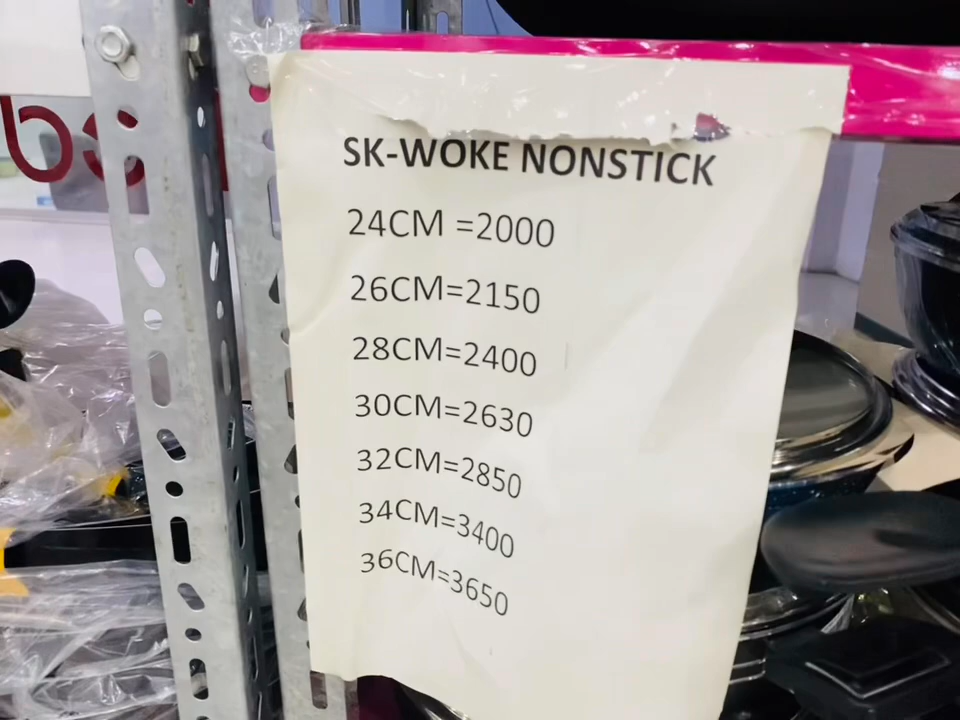 SK-WOKE NONSTICK
24CM =2000
26CM=2150
28CM=2400
30CM=2630
32CM=2850
34CM=3400
36CM=3650